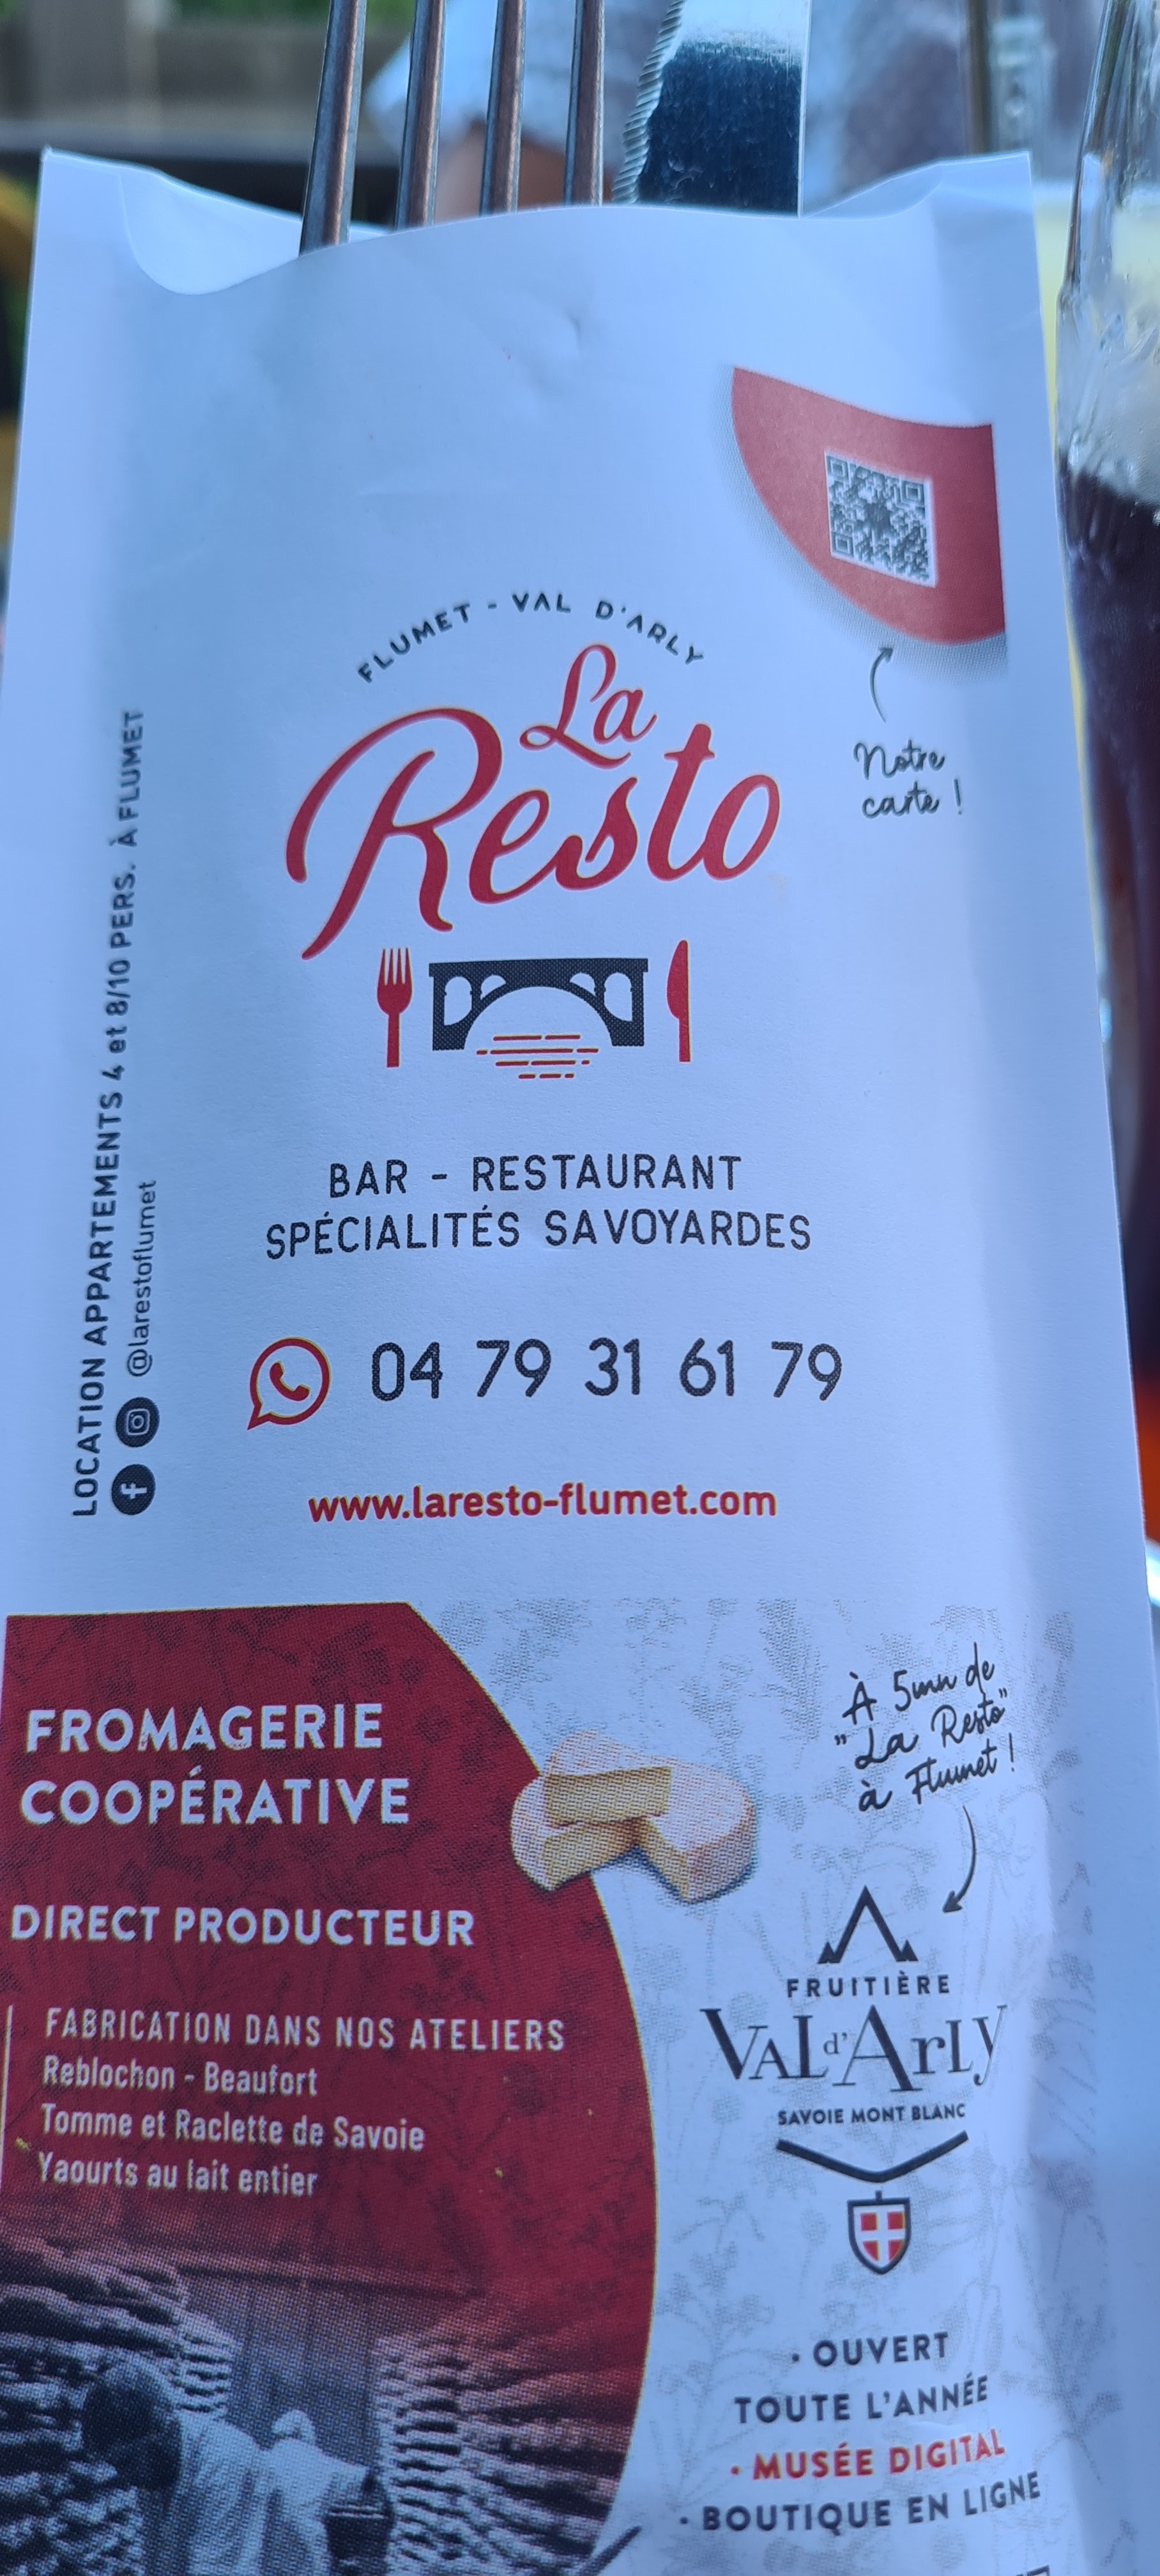 FLUMET - VAL D'ARLY
La
Resto
Notre
carte !
BAR - RESTAURANT
SPÉCIALITÉS SAVOYARDES
04 79 31 61 79
www.laresto-flumet.com
LOCATION APPARTEMENTS 4 et 8/10 PERS. À FLUMET
@larestoflumet
FROMAGERIE
COOPÉRATIVE
DIRECT PRODUCTEUR
FABRICATION DANS NOS ATELIERS
Reblochon - Beaufort
Tomme et Raclette de Savoie
Yaourts au lait entier
À 5mn de
"La Resto"
à Flumet !
FRUITIÈRE
VAL d'ArLY
SAVOIE MONT BLANC
· OUVERT
TOUTE L'ANNÉE
· MUSÉE DIGITAL
· BOUTIQUE EN LIGNE